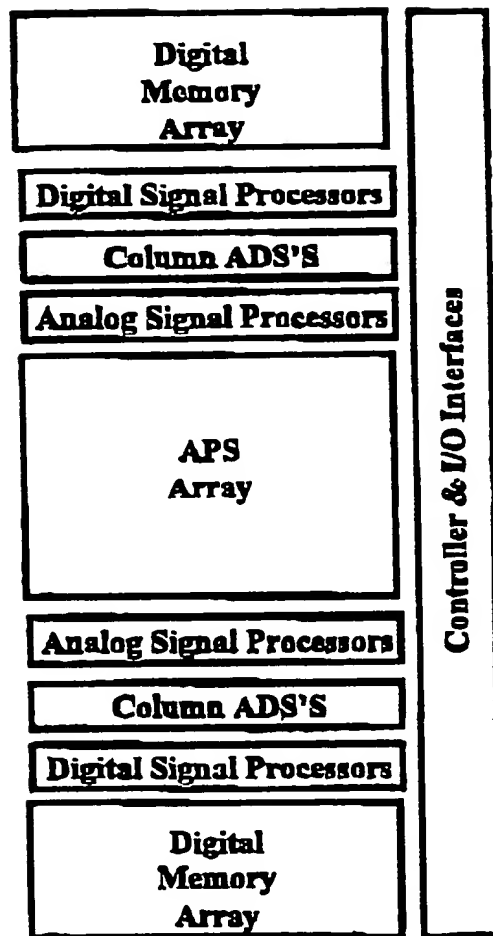 Digital
Memory
Array
Digital Signal Processors
Column ADS'S
Analog Signal Processors
APS
Array
Analog Signal Processors
Column ADS'S
Digital Signal Processors
Digital
Memory
Array
Controller & I/O Interfaces